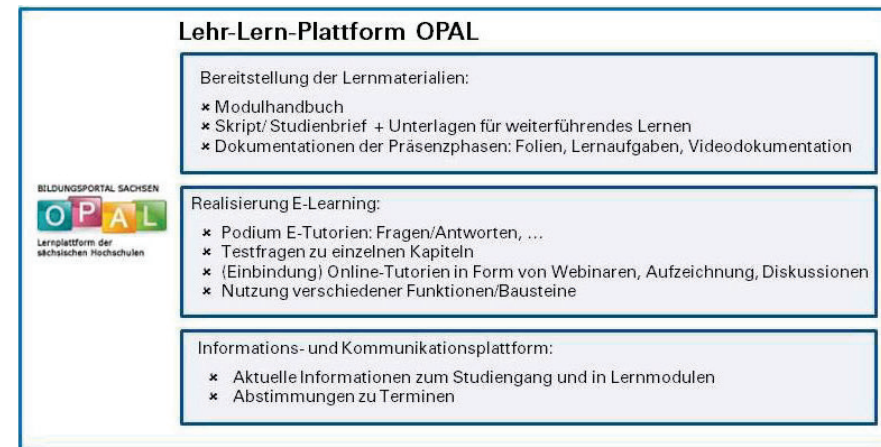 Lehr-Lern-Plattform OPAL
Bereitstellung der Lernmaterialien:
× Modulhandbuch
× Skript/ Studienbrief + Unterlagen für weiterführendes Lernen
× Dokumentationen der Präsenzphasen: Folien, Lernaufgaben, Videodokumentation
BILDUNGSPORTAL SACHSEN
OPAL
Lernplattform der
sächsischen Hochschulen
Realisierung E-Learning:
× Podium E-Tutorien: Fragen/Antworten, ...
× Testfragen zu einzelnen Kapiteln
× (Einbindung) Online-Tutorien in Form von Webinaren, Aufzeichnung, Diskussionen
× Nutzung verschiedener Funktionen/Bausteine
Informations- und Kommunikationsplattform:
× Aktuelle Informationen zum Studiengang und in Lernmodulen
× Abstimmungen zu Terminen